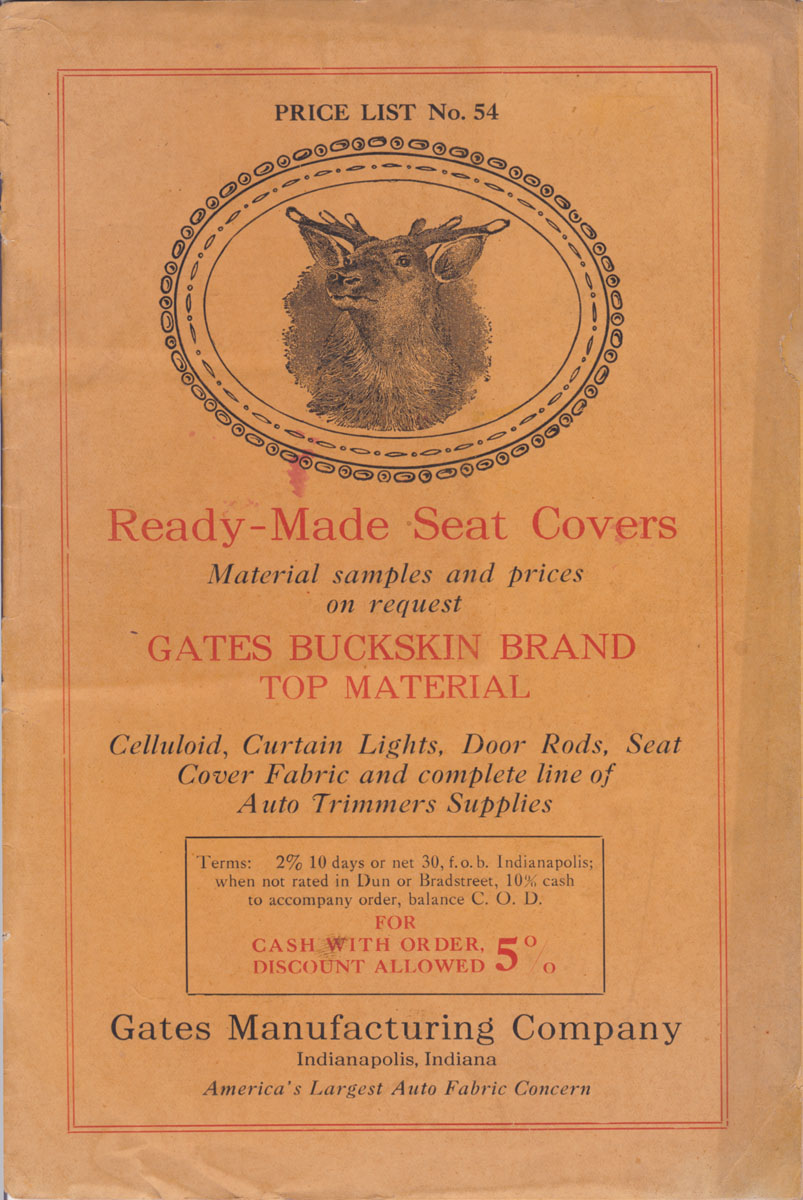 PRICE LIST No. 54
Ready-Made Seat Covers
Material samples and prices
on request
GATES BUCKSKIN BRAND
TOP MATERIAL
Celluloid, Curtain Lights, Door Rods, Seat
Cover Fabric and complete line of
Auto Trimmers Supplies
Terms: 2% 10 days or net 30, f.o.b. Indianapolis;
when not rated in Dun or Bradstreet, 10% cash
to accompany order, balance C. O. D.
FOR
CASH WITH ORDER,
DISCOUNT ALLOWED 5%
Gates Manufacturing Company
Indianapolis, Indiana
America's Largest Auto Fabric Concern